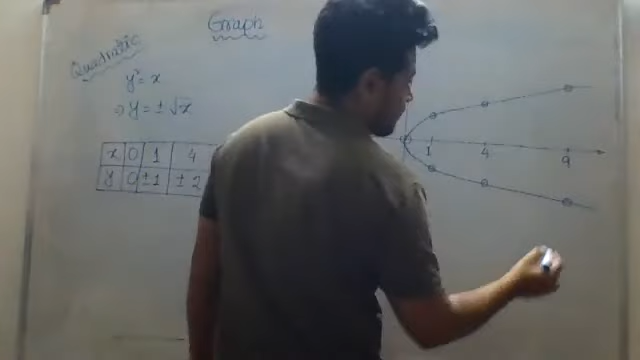 Graph
Quadratic
y² = x
⇒ y = ± √x
x 0 1 4
y 0 ±1 ±2
1 4 9